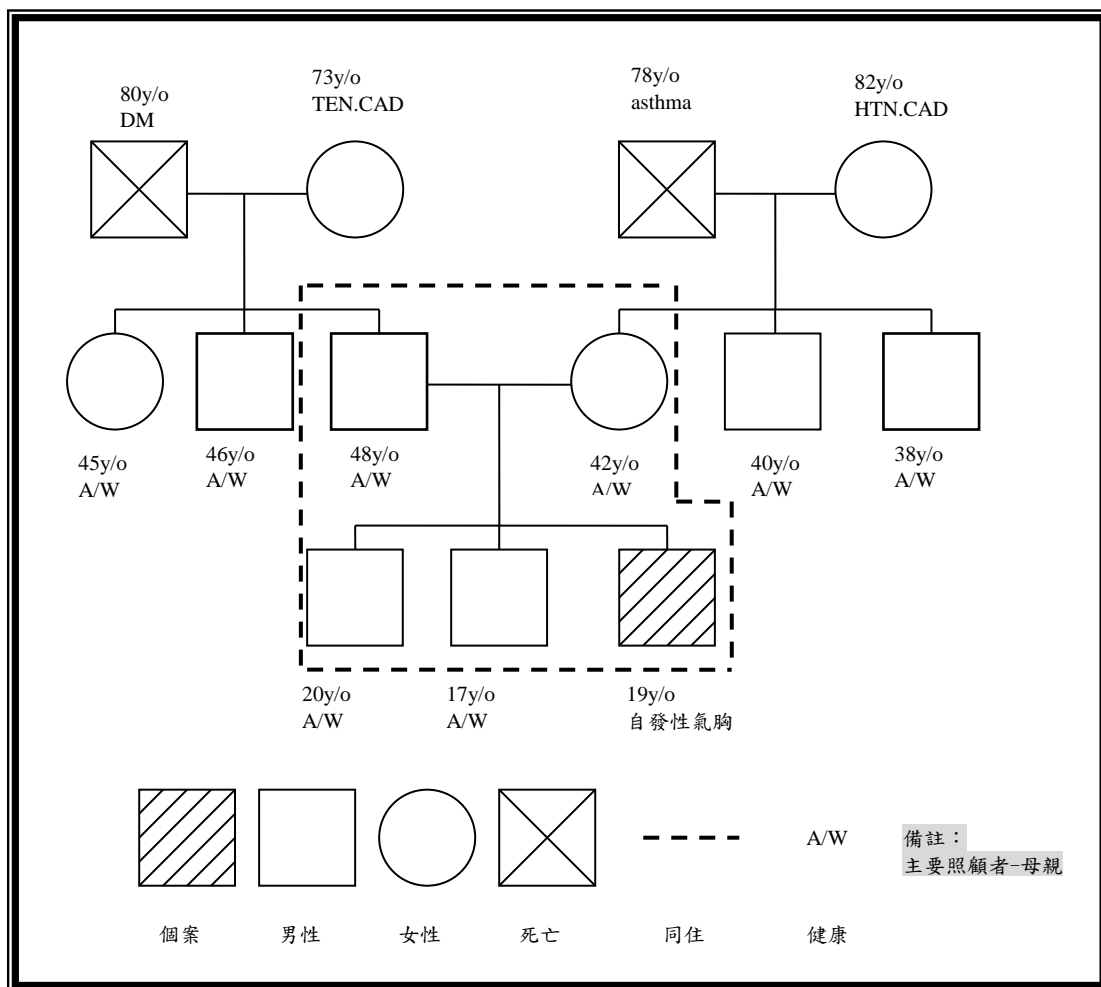 80y/o
DM
73y/o
TEN.CAD
78y/o
asthma
82y/o
HTN.CAD
45y/o
A/W
46y/o
A/W
48y/o
A/W
42y/o
A/W
40y/o
A/W
38y/o
A/W
20y/o
A/W
17y/o
A/W
19y/o
自發性氣胸
A/W
備註：
主要照顧者-母親
個案
男性
女性
死亡
同住
健康